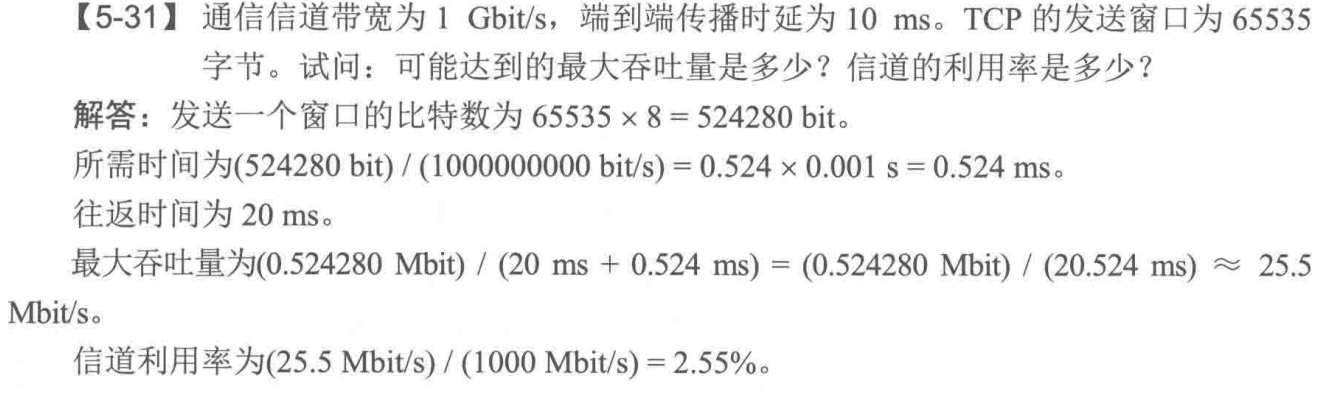 【5-31】 通信信道带宽为 1 Gbit/s，端到端传播时延为 10 ms。TCP 的发送窗口为 65535
字节。试问：可能达到的最大吞吐量是多少？信道的利用率是多少？
解答：发送一个窗口的比特数为 65535 × 8 = 524280 bit。
所需时间为(524280 bit) / (1000000000 bit/s) = 0.524 × 0.001 s = 0.524 ms。
往返时间为 20 ms。
最大吞吐量为(0.524280 Mbit) / (20 ms + 0.524 ms) = (0.524280 Mbit) / (20.524 ms) ≈ 25.5
Mbit/s。
信道利用率为(25.5 Mbit/s) / (1000 Mbit/s) = 2.55%。